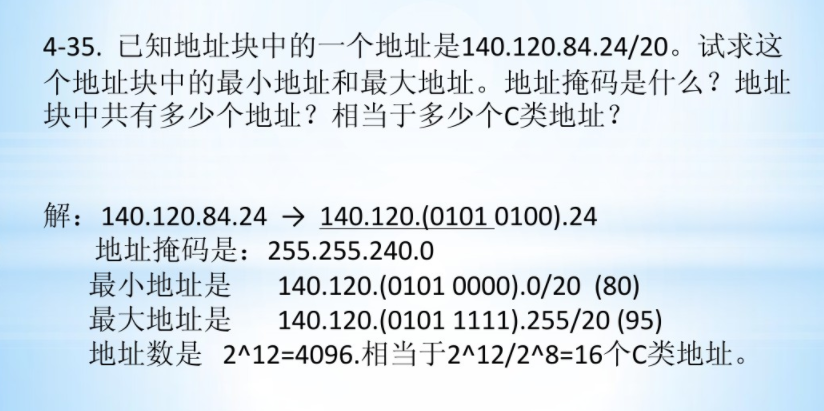 4-35. 已知地址块中的一个地址是140.120.84.24/20。试求这
个地址块中的最小地址和最大地址。地址掩码是什么？地址
块中共有多少个地址？相当于多少个C类地址？
解：140.120.84.24 → 140.120.(0101 0100).24
地址掩码是：255.255.240.0
最小地址是 140.120.(0101 0000).0/20 (80)
最大地址是 140.120.(0101 1111).255/20 (95)
地址数是 2^12=4096.相当于2^12/2^8=16个C类地址。